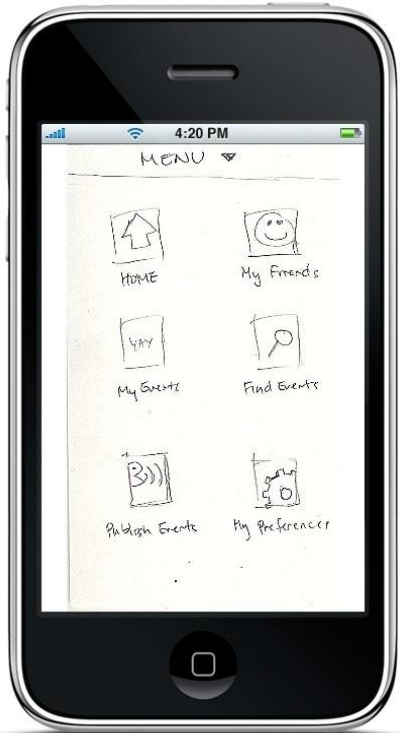 4:20 PM
MENU
HOME
My Friends
YAY
My Events
Find Events
Publish Events
My Preferences